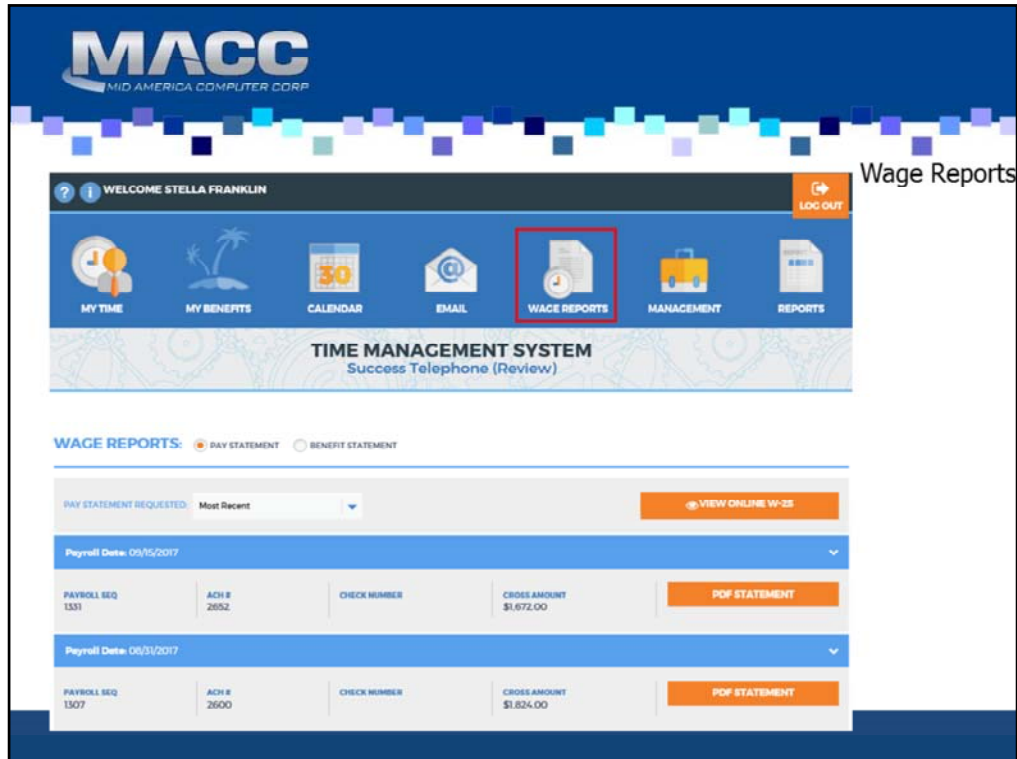 MACC
MID AMERICA COMPUTER CORP
Wage Reports
? i WELCOME STELLA FRANKLIN
LOG OUT
30
@
REPORT
MY TIME MY BENEFITS CALENDAR EMAIL WAGE REPORTS MANAGEMENT REPORTS
TIME MANAGEMENT SYSTEM
Success Telephone (Review)
WAGE REPORTS: PAY STATEMENT BENEFIT STATEMENT
PAY STATEMENT REQUESTED: Most Recent VIEW ONLINE W-2S
Payroll Date: 09/15/2017
PAYROLL SEQ ACH # CHECK NUMBER GROSS AMOUNT PDF STATEMENT
1331 2652 $1,672.00
Payroll Date: 08/31/2017
PAYROLL SEQ ACH # CHECK NUMBER GROSS AMOUNT PDF STATEMENT
1307 2600 $1,824.00